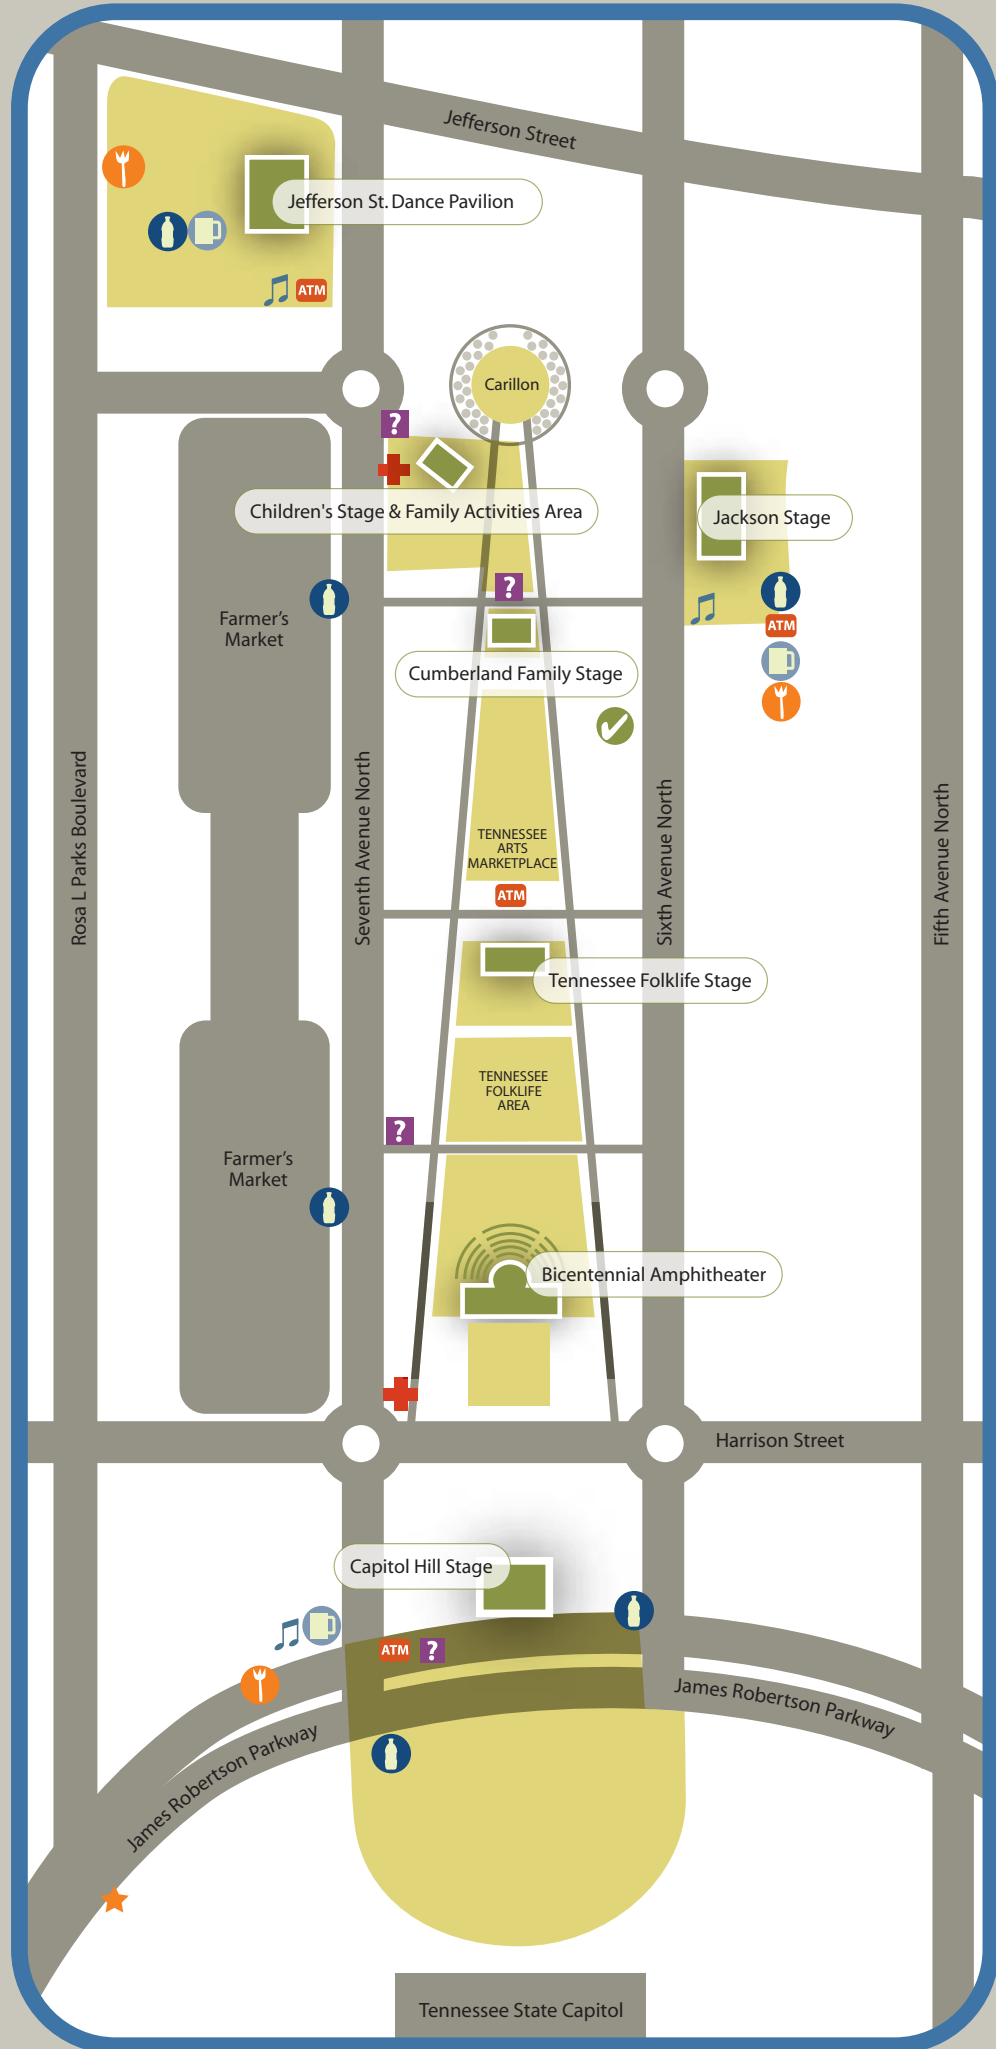 Jefferson Street
Jefferson St. Dance Pavilion
ATM
Carillon
?
Children's Stage & Family Activities Area
Jackson Stage
?
Farmer's
Market
ATM
Cumberland Family Stage
Rosa L Parks Boulevard
Seventh Avenue North
Sixth Avenue North
Fifth Avenue North
TENNESSEE
ARTS
MARKETPLACE
ATM
Tennessee Folklife Stage
TENNESSEE
FOLKLIFE
AREA
?
Farmer's
Market
Bicentennial Amphitheater
Harrison Street
Capitol Hill Stage
ATM
?
James Robertson Parkway
James Robertson Parkway
Tennessee State Capitol